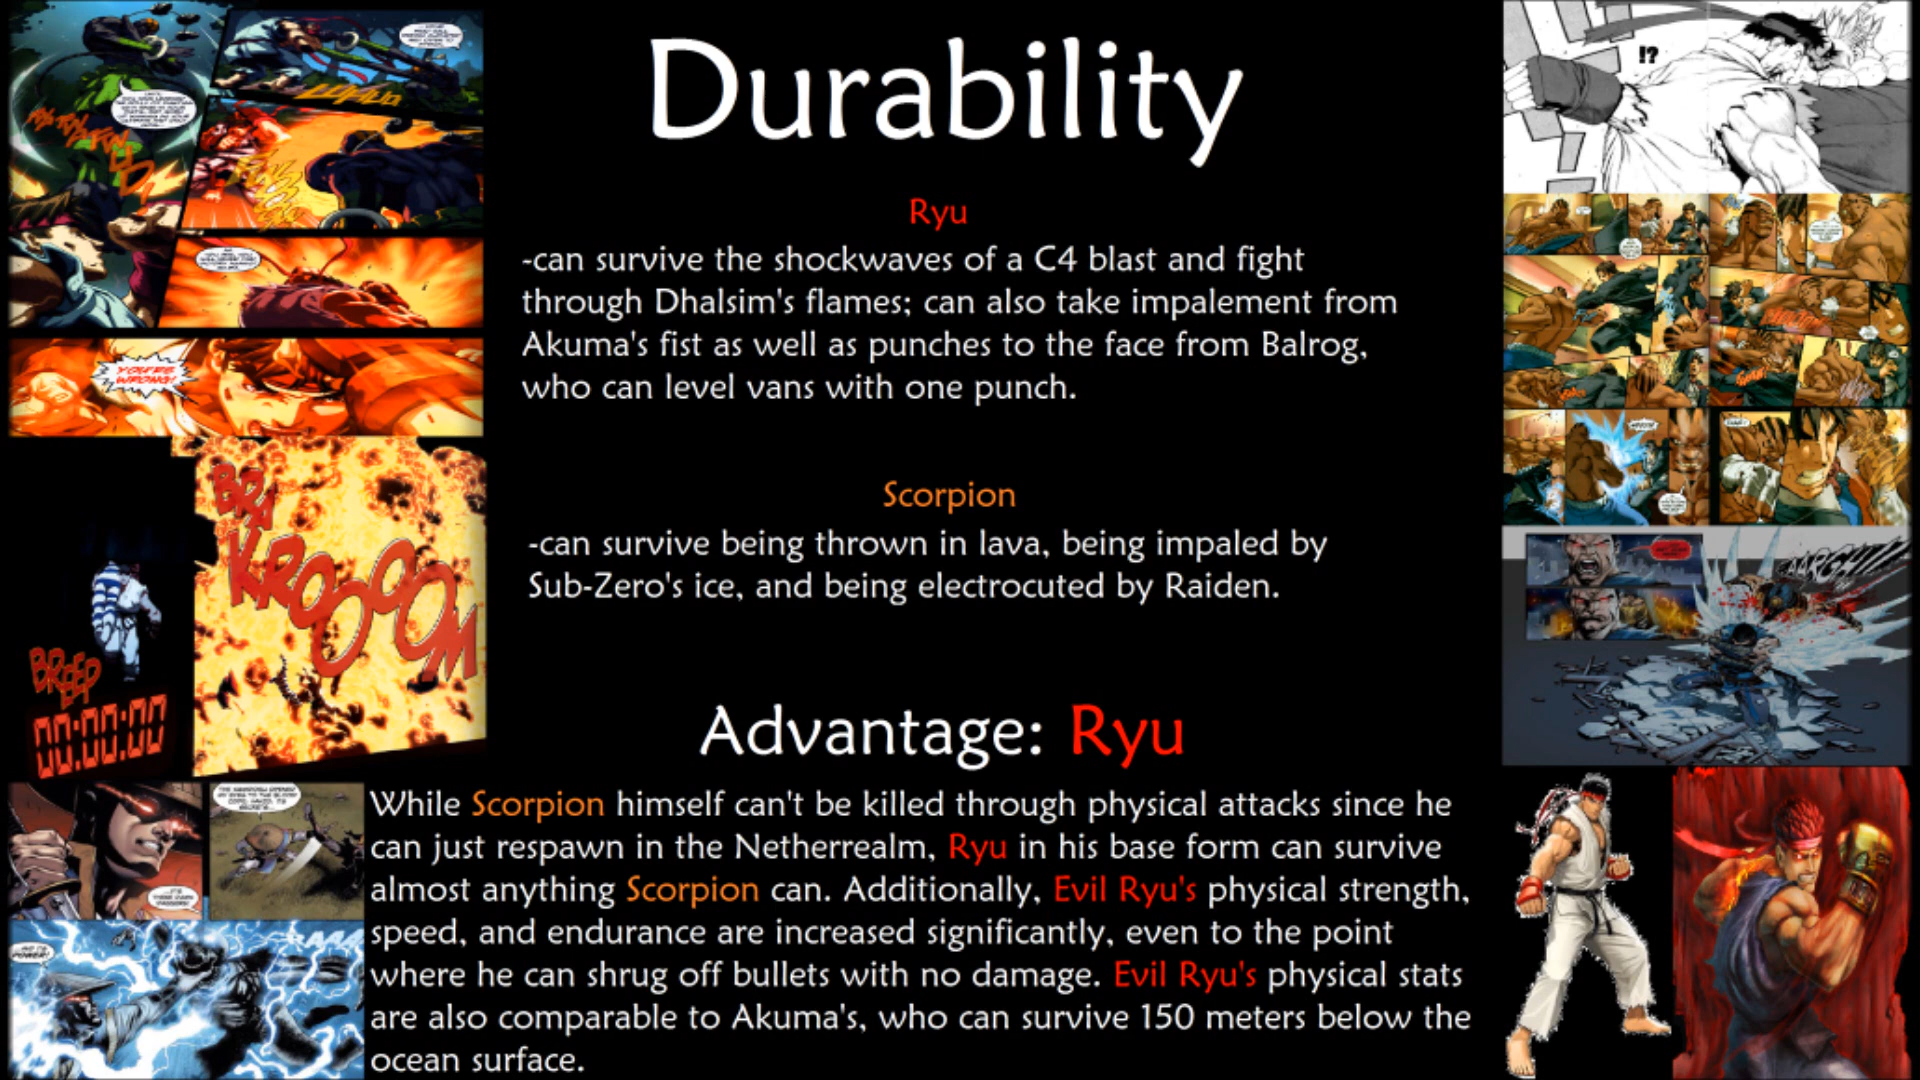 Durability
Ryu
-can survive the shockwaves of a C4 blast and fight
through Dhalsim's flames; can also take impalement from
Akuma's fist as well as punches to the face from Balrog,
who can level vans with one punch.
Scorpion
-can survive being thrown in lava, being impaled by
Sub-Zero's ice, and being electrocuted by Raiden.
Advantage: Ryu
While Scorpion himself can't be killed through physical attacks since he
can just respawn in the Netherrealm, Ryu in his base form can survive
almost anything Scorpion can. Additionally, Evil Ryu's physical strength,
speed, and endurance are increased significantly, even to the point
where he can shrug off bullets with no damage. Evil Ryu's physical stats
are also comparable to Akuma's, who can survive 150 meters below the
ocean surface.
YOU'RE
WRONG!
BRA
KROOOOM
BREEP
00:00:00
!?
AARGH!!